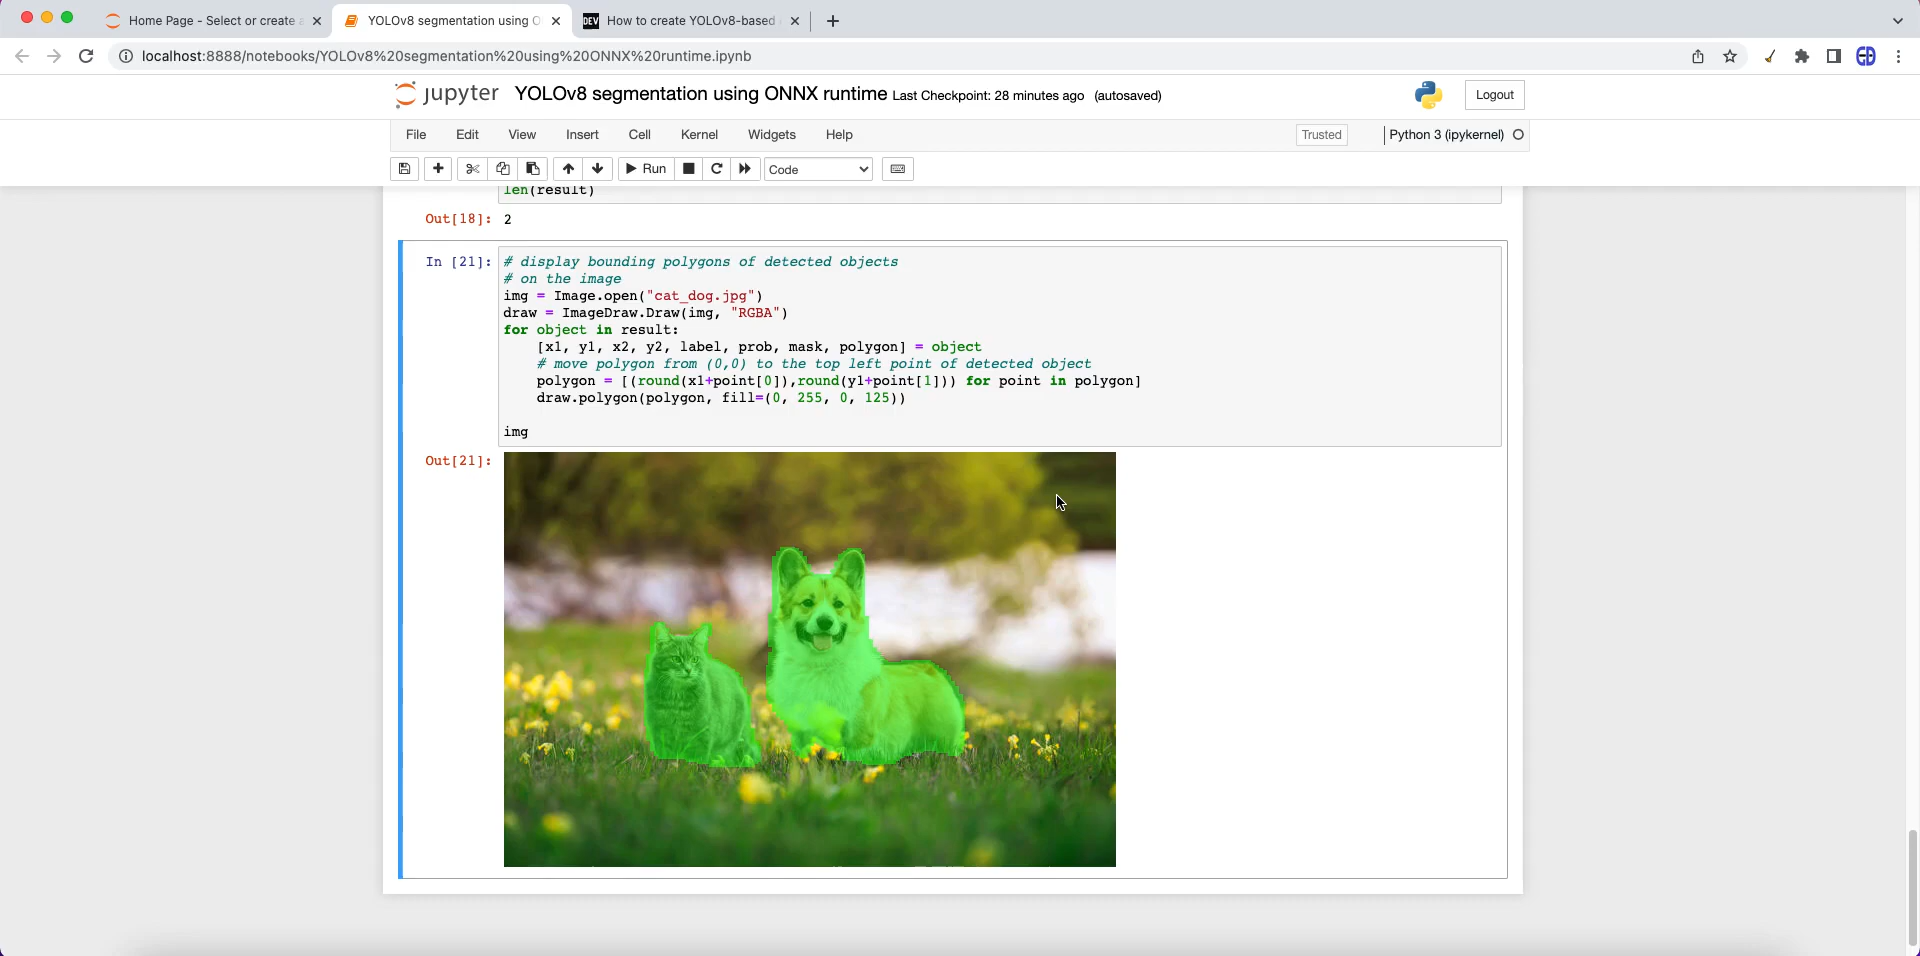 Home Page - Select or create a
YOLOv8 segmentation using O
DEV How to create YOLOv8-based
localhost:8888/notebooks/YOLOv8%20segmentation%20using%20ONNX%20runtime.ipynb
jupyter YOLOv8 segmentation using ONNX runtime Last Checkpoint: 28 minutes ago (autosaved)
Logout
File Edit View Insert Cell Kernel Widgets Help
Trusted
Python 3 (ipykernel)
Run
Code
len(result)
Out[18]: 2
In [21]: # display bounding polygons of detected objects
# on the image
img = Image.open("cat_dog.jpg")
draw = ImageDraw.Draw(img, "RGBA")
for object in result:
    [x1, y1, x2, y2, label, prob, mask, polygon] = object
    # move polygon from (0,0) to the top left point of detected object
    polygon = [(round(x1+point[0]),round(y1+point[1])) for point in polygon]
    draw.polygon(polygon, fill=(0, 255, 0, 125))
img
Out[21]: